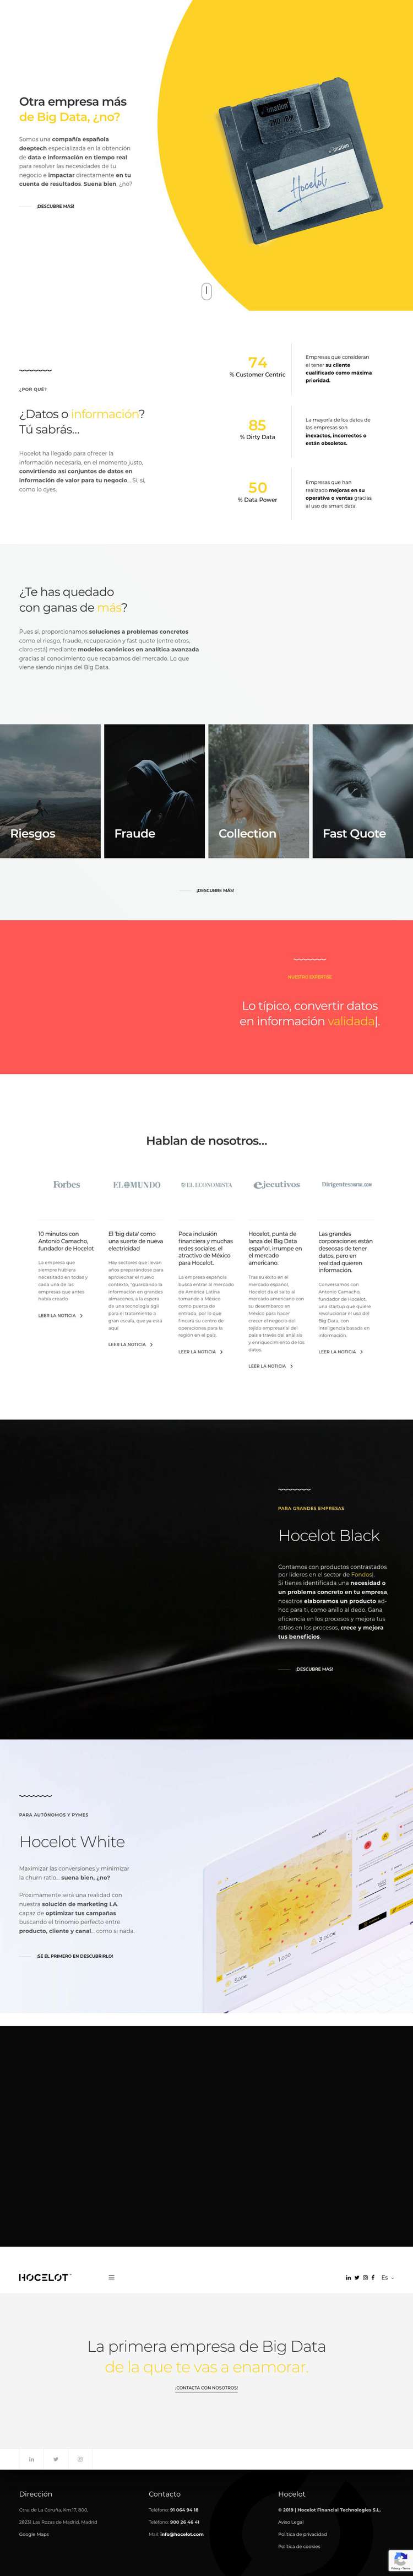 Otra empresa más
de Big Data, ¿no?
Somos una compañía española
deeptech especializada en la obtención
de data e información en tiempo real
para resolver las necesidades de tu
negocio e impactar directamente en tu
cuenta de resultados. Suena bien, ¿no?
¡DESCUBRE MÁS!
imation
imation
Hocelot
¿POR QUÉ?
¿Datos o información?
Tú sabrás...
Hocelot ha llegado para ofrecer la
información necesaria, en el momento justo,
convirtiendo así conjuntos de datos en
información de valor para tu negocio... Sí, sí,
como lo oyes.
74
% Customer Centric
Empresas que consideran
el tener su cliente
cualificado como máxima
prioridad.
85
% Dirty Data
La mayoría de los datos de
las empresas son
inexactos, incorrectos o
están obsoletos.
50
% Data Power
Empresas que han
realizado mejoras en su
operativa o ventas gracias
al uso de smart data.
¿Te has quedado
con ganas de más?
Pues sí, proporcionamos soluciones a problemas concretos
como el riesgo, fraude, recuperación y fast quote (entre otros,
claro está) mediante modelos canónicos en analítica avanzada
gracias al conocimiento que recabamos del mercado. Lo que
viene siendo ninjas del Big Data.
Riesgos
Fraude
Collection
Fast Quote
¡DESCUBRE MÁS!
NUESTRO EXPERTISE
Lo típico, convertir datos
en información validada|.
Hablan de nosotros...
Forbes
EL MUNDO
EL ECONOMISTA
ejecutivos
Dirigentesdigital.com
10 minutos con
Antonio Camacho,
fundador de Hocelot
La empresa que
siempre hubiera
necesitado en todas y
cada una de las
empresas que antes
había creado
LEER LA NOTICIA
El 'big data' como
una suerte de nueva
electricidad
Hay sectores que llevan
años preparándose para
aprovechar el nuevo
contexto, "guardando la
información en grandes
almacenes, a la espera
de una tecnología ágil
para el tratamiento a
gran escala, que ya está
aquí
LEER LA NOTICIA
Poca inclusión
financiera y muchas
redes sociales, el
atractivo de México
para Hocelot.
La empresa española
busca entrar al mercado
de América Latina
tomando a México
como puerta de
entrada, por lo que
fincará su centro de
operaciones para la
región en el país.
LEER LA NOTICIA
Hocelot, punta de
lanza del Big Data
español, irrumpe en
el mercado
americano.
Tras su éxito en el
mercado español,
Hocelot da el salto al
mercado americano con
su desembarco en
México para hacer
crecer el negocio del
tejido empresarial del
país a través del análisis
y enriquecimiento de los
datos.
LEER LA NOTICIA
Las grandes
corporaciones están
deseosas de tener
datos, pero en
realidad quieren
información.
Conversamos con
Antonio Camacho,
fundador de Hocelot,
una startup que quiere
revolucionar el uso del
Big Data, con
inteligencia basada en
información.
LEER LA NOTICIA
PARA GRANDES EMPRESAS
Hocelot Black
Contamos con productos contrastados
por líderes en el sector de Fondos|.
Si tienes identificada una necesidad o
un problema concreto en tu empresa,
nosotros elaboramos un producto ad-
hoc para ti, como anillo al dedo. Gana
eficiencia en los procesos y mejora tus
ratios en los procesos, crece y mejora
tus beneficios.
¡DESCUBRE MÁS!
PARA AUTÓNOMOS Y PYMES
Hocelot White
Maximizar las conversiones y minimizar
la churn ratio... suena bien, ¿no?
Próximamente será una realidad con
nuestra solución de marketing I.A.
capaz de optimizar tus campañas
buscando el trinomio perfecto entre
producto, cliente y canal... como si nada.
¡SÉ EL PRIMERO EN DESCUBRIRLO!
HOCELOT
500€
1.000
3.000€
HOCELOT
Es
La primera empresa de Big Data
de la que te vas a enamorar.
¡CONTACTA CON NOSOTROS!
Dirección
Ctra. de La Coruña, Km.17, 800,
28231 Las Rozas de Madrid, Madrid
Google Maps
Contacto
Teléfono: 91 064 94 18
Teléfono: 900 26 46 41
Mail: info@hocelot.com
Hocelot
© 2019 | Hocelot Financial Technologies S.L.
Aviso Legal
Política de privacidad
Política de cookies
Privacy - Terms